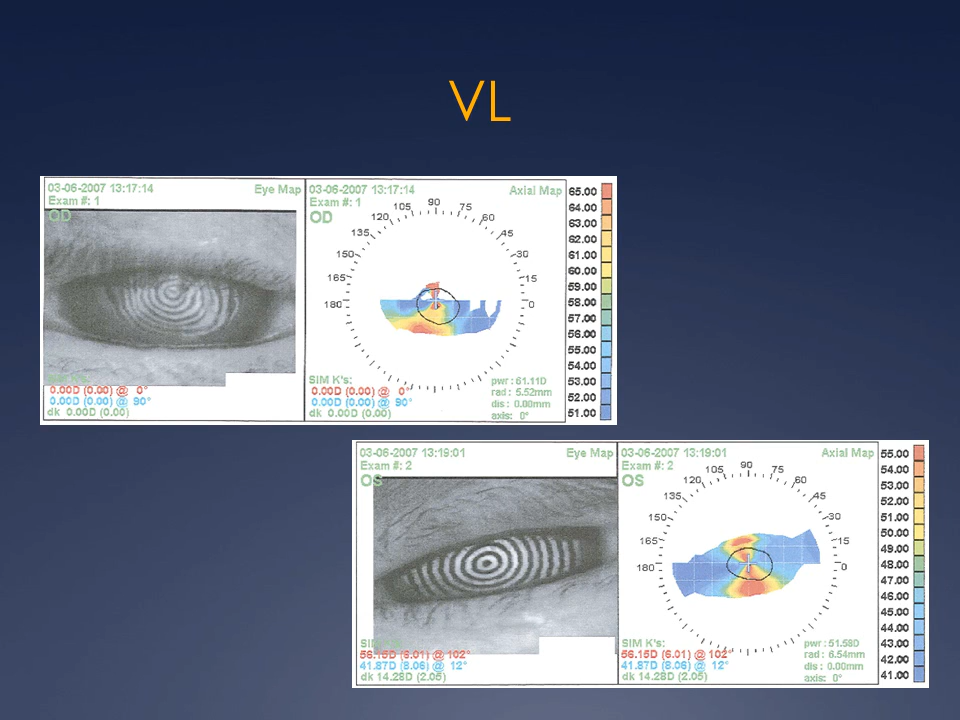 VL
03-06-2007 13:17:14 Eye Map
Exam #: 1
OD
SIM K's:
0.00D (0.00) @ 0°
0.00D (0.00) @ 90°
dk 0.00D (0.00)
03-06-2007 13:17:14 Axial Map
Exam #: 1
OD
90
105 75
120 60
135 45
150 30
165 15
180 0
SIM K's:
0.00D (0.00) @ 0°
0.00D (0.00) @ 90°
dk 0.00D (0.00)
pwr : 61.11D
rad : 5.52mm
dis : 0.00mm
axis: 0°
65.00
64.00
63.00
62.00
61.00
60.00
59.00
58.00
57.00
56.00
55.00
54.00
53.00
52.00
51.00
03-06-2007 13:19:01 Eye Map
Exam #: 2
OS
56.15D (6.01) @ 102°
41.87D (8.06) @ 12°
dk 14.28D (2.05)
03-06-2007 13:19:01 Axial Map
Exam #: 2
OS
90
105 75
120 60
135 45
150 30
165 15
180 0
SIM K's:
56.15D (6.01) @ 102°
41.87D (8.06) @ 12°
dk 14.28D (2.05)
pwr : 51.58D
rad : 6.54mm
dis : 0.00mm
axis: 0°
55.00
54.00
53.00
52.00
51.00
50.00
49.00
48.00
47.00
46.00
45.00
44.00
43.00
42.00
41.00